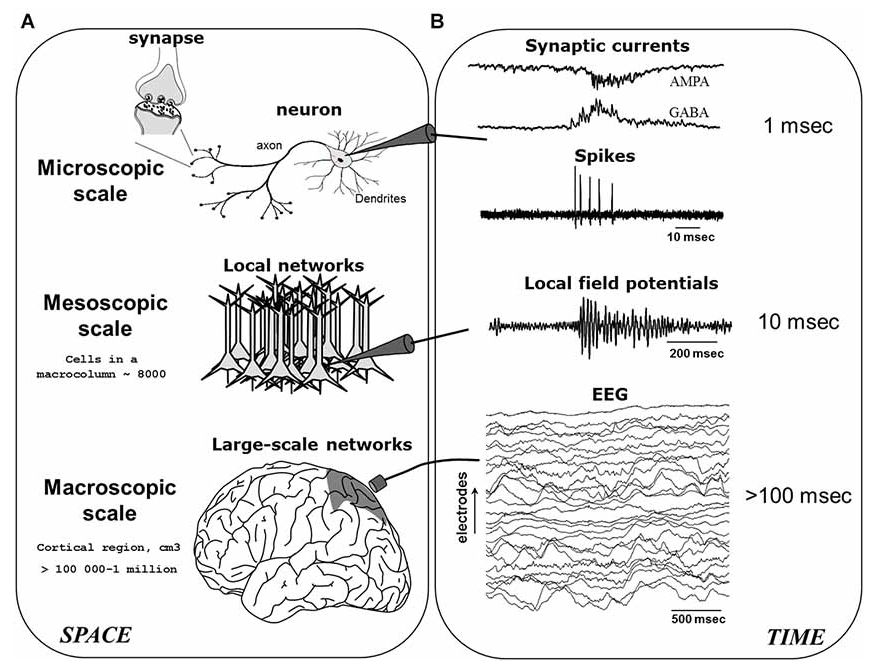 A
synapse
neuron
axon
Dendrites
Microscopic
scale
Local networks
Mesoscopic
scale
Cells in a
macrocolumn ~ 8000
Large-scale networks
Macroscopic
scale
Cortical region, cm3
> 100 000-1 million
SPACE
B
Synaptic currents
AMPA
GABA
1 msec
Spikes
10 msec
Local field potentials
10 msec
200 msec
EEG
electrodes
>100 msec
500 msec
TIME